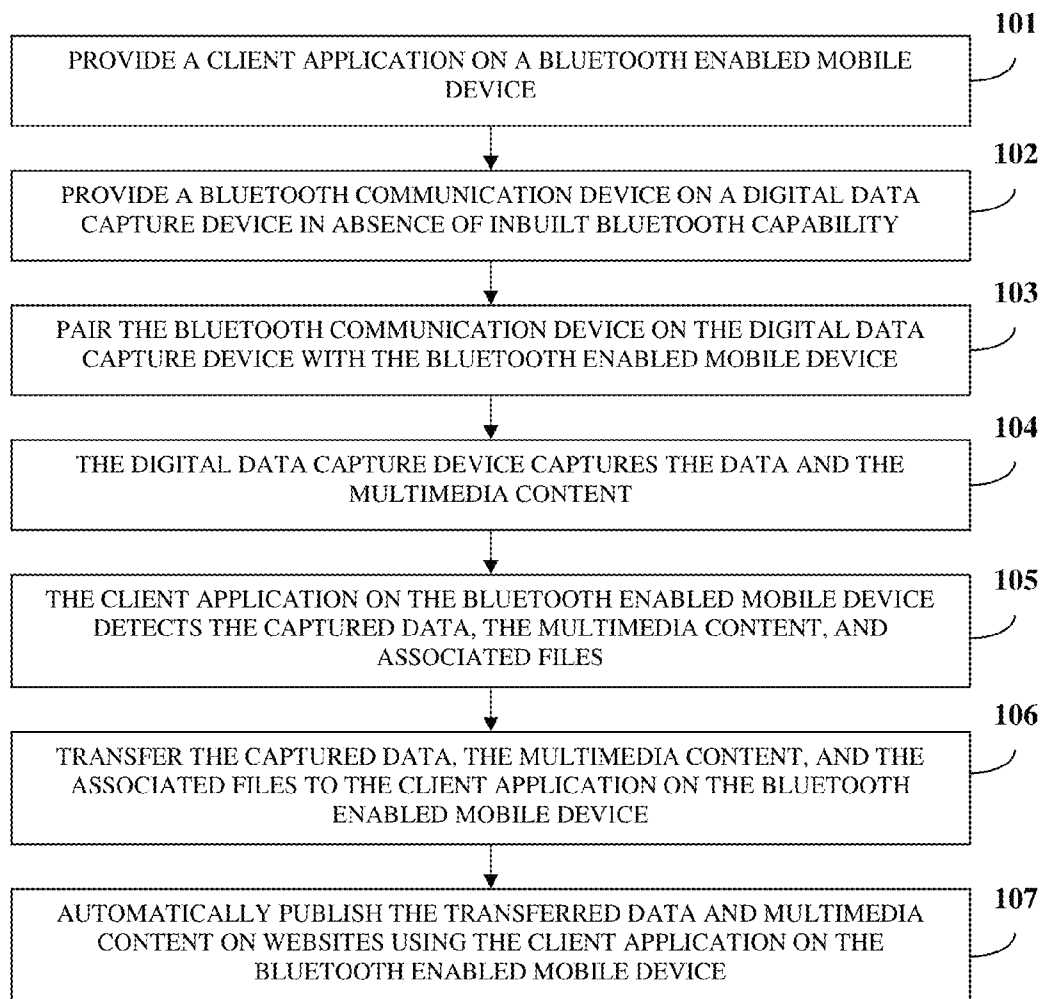 101
PROVIDE A CLIENT APPLICATION ON A BLUETOOTH ENABLED MOBILE
DEVICE
102
PROVIDE A BLUETOOTH COMMUNICATION DEVICE ON A DIGITAL DATA
CAPTURE DEVICE IN ABSENCE OF INBUILT BLUETOOTH CAPABILITY
103
PAIR THE BLUETOOTH COMMUNICATION DEVICE ON THE DIGITAL DATA
CAPTURE DEVICE WITH THE BLUETOOTH ENABLED MOBILE DEVICE
104
THE DIGITAL DATA CAPTURE DEVICE CAPTURES THE DATA AND THE
MULTIMEDIA CONTENT
105
THE CLIENT APPLICATION ON THE BLUETOOTH ENABLED MOBILE DEVICE
DETECTS THE CAPTURED DATA, THE MULTIMEDIA CONTENT, AND
ASSOCIATED FILES
106
TRANSFER THE CAPTURED DATA, THE MULTIMEDIA CONTENT, AND THE
ASSOCIATED FILES TO THE CLIENT APPLICATION ON THE BLUETOOTH
ENABLED MOBILE DEVICE
107
AUTOMATICALLY PUBLISH THE TRANSFERRED DATA AND MULTIMEDIA
CONTENT ON WEBSITES USING THE CLIENT APPLICATION ON THE
BLUETOOTH ENABLED MOBILE DEVICE